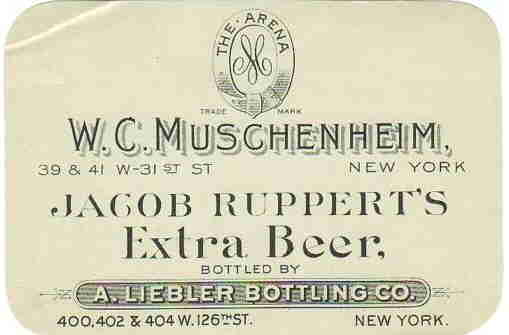 THE ARENA
M
TRADE MARK
W. C. MUSCHENHEIM,
39 & 41 W-31ST ST NEW YORK
JACOB RUPPERT'S
Extra Beer,
BOTTLED BY
A. LIEBLER BOTTLING CO.
400, 402 & 404 W. 126TH ST. NEW YORK.